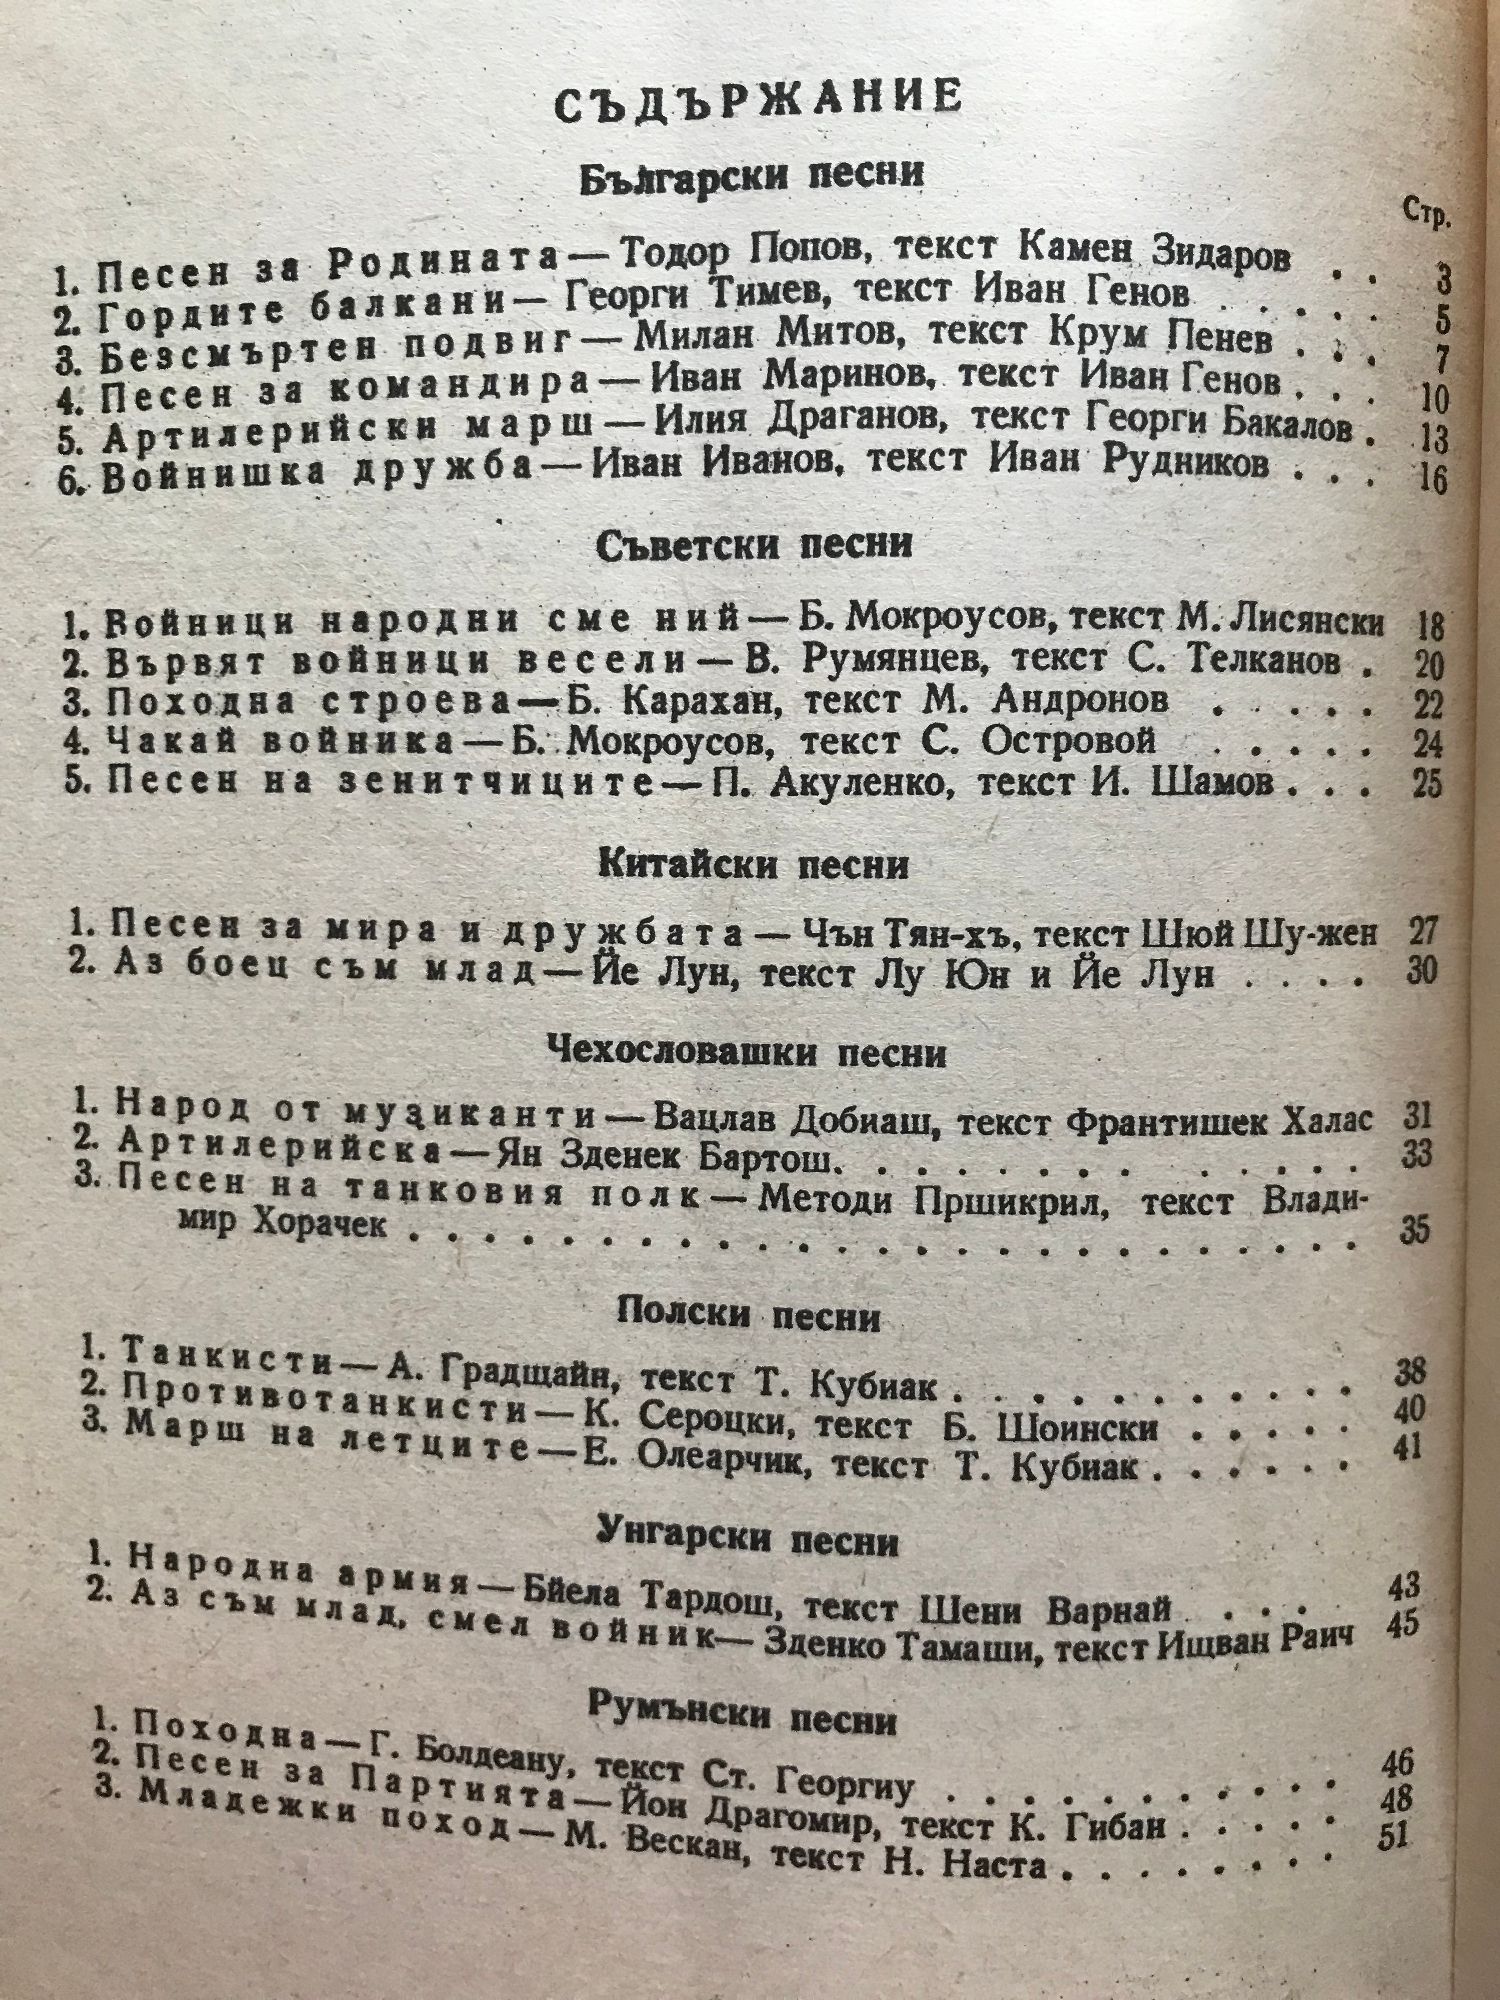 СЪДЪРЖАНИЕ
Български песни
Стр.
1. Песен за Родината — Тодор Попов, текст Камен Зидаров . . 3
2. Гордите балкани — Георги Тимев, текст Иван Генов . . . . . 5
3. Безсмъртен подвиг — Милан Митов, текст Крум Пенев . . . 7
4. Песен за командира — Иван Маринов, текст Иван Генов . . . 10
5. Артилерийски марш — Илия Драганов, текст Георги Бакалов . 13
6. Войнишка дружба — Иван Иванов, текст Иван Рудников . . . 16
Съветски песни
1. Войници народни сме ний — Б. Мокроусов, текст М. Лисянски 18
2. Вървят войници весели — В. Румянцев, текст С. Телканов . 20
3. Походна строева — Б. Карахан, текст М. Андронов . . . . . 22
4. Чакай войника — Б. Мокроусов, текст С. Островой . . . . . 24
5. Песен на зенитчиците — П. Акуленко, текст И. Шамов . . . 25
Китайски песни
1. Песен за мира и дружбата — Чън Тян-хъ, текст Шюй Шу-жен 27
2. Аз боец съм млад — Йе Лун, текст Лу Юн и Йе Лун . . . . 30
Чехословашки песни
1. Народ от музиканти — Вацлав Добиаш, текст Франтишек Халас 31
2. Артилерийска — Ян Зденек Бартош. . . . . . . . . . . . . 33
3. Песен на танковия полк — Методи Пршикрил, текст Влади-
мир Хорачек . . . . . . . . . . . . . . . . . . . . . . . . . 35
Полски песни
1. Танкисти — А. Градщайн, текст Т. Кубиак . . . . . . . . . . . 38
2. Противотанкисти — К. Сероцки, текст Б. Шоински . . . . . 40
3. Марш на летците — Е. Олеарчик, текст Т. Кубиак . . . . . . 41
Унгарски песни
1. Народна армия — Бйела Тардош, текст Шени Варнай . . . . 43
2. Аз съм млад, смел войник — Зденко Тамаши, текст Ищван Раич 45
Румънски песни
1. Походна — Г. Болдеану, текст Ст. Георгиу . . . . . . . . . . . 46
2. Песен за Партията — Йон Драгомир, текст К. Гибан . . . . . 48
3. Младежки поход — М. Вескан, текст Н. Наста . . . . . . . . 51